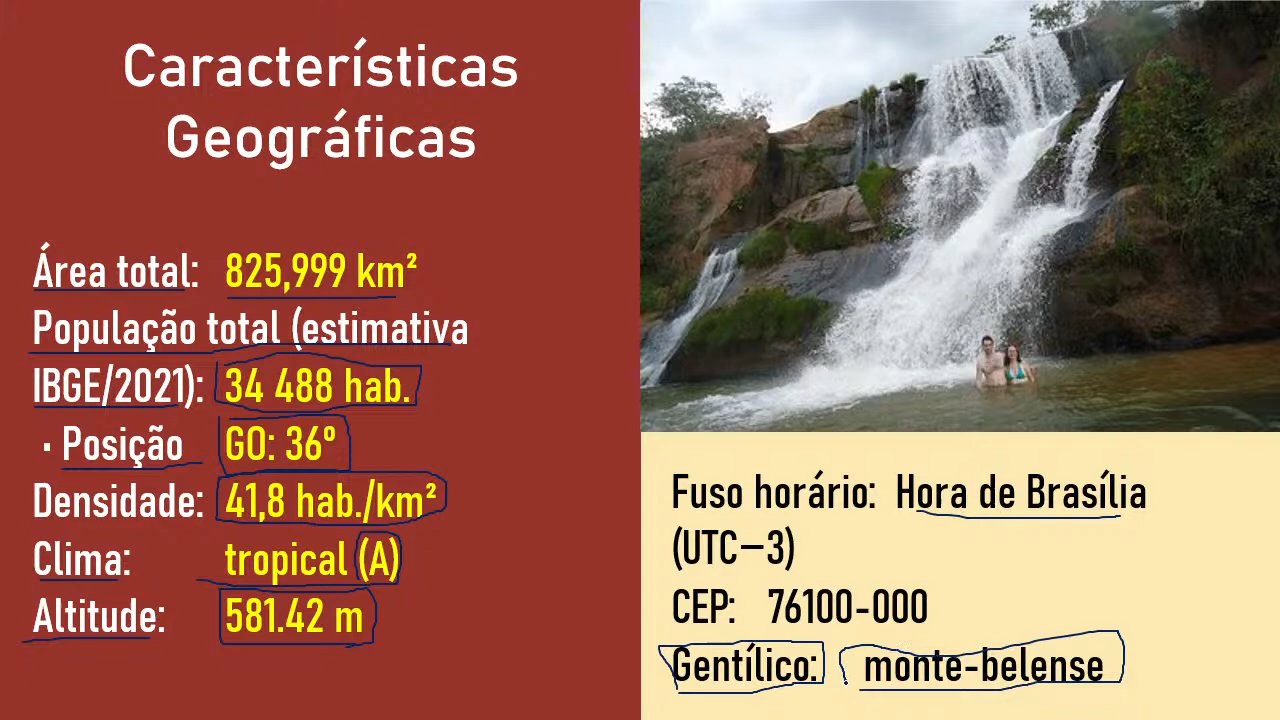 Características
Geográficas
Área total: 825,999 km²
População total (estimativa
IBGE/2021): 34 488 hab.
• Posição GO: 36º
Densidade: 41,8 hab./km²
Clima: tropical (A)
Altitude: 581.42 m
Fuso horário: Hora de Brasília
(UTC−3)
CEP: 76100-000
Gentílico: monte-belense